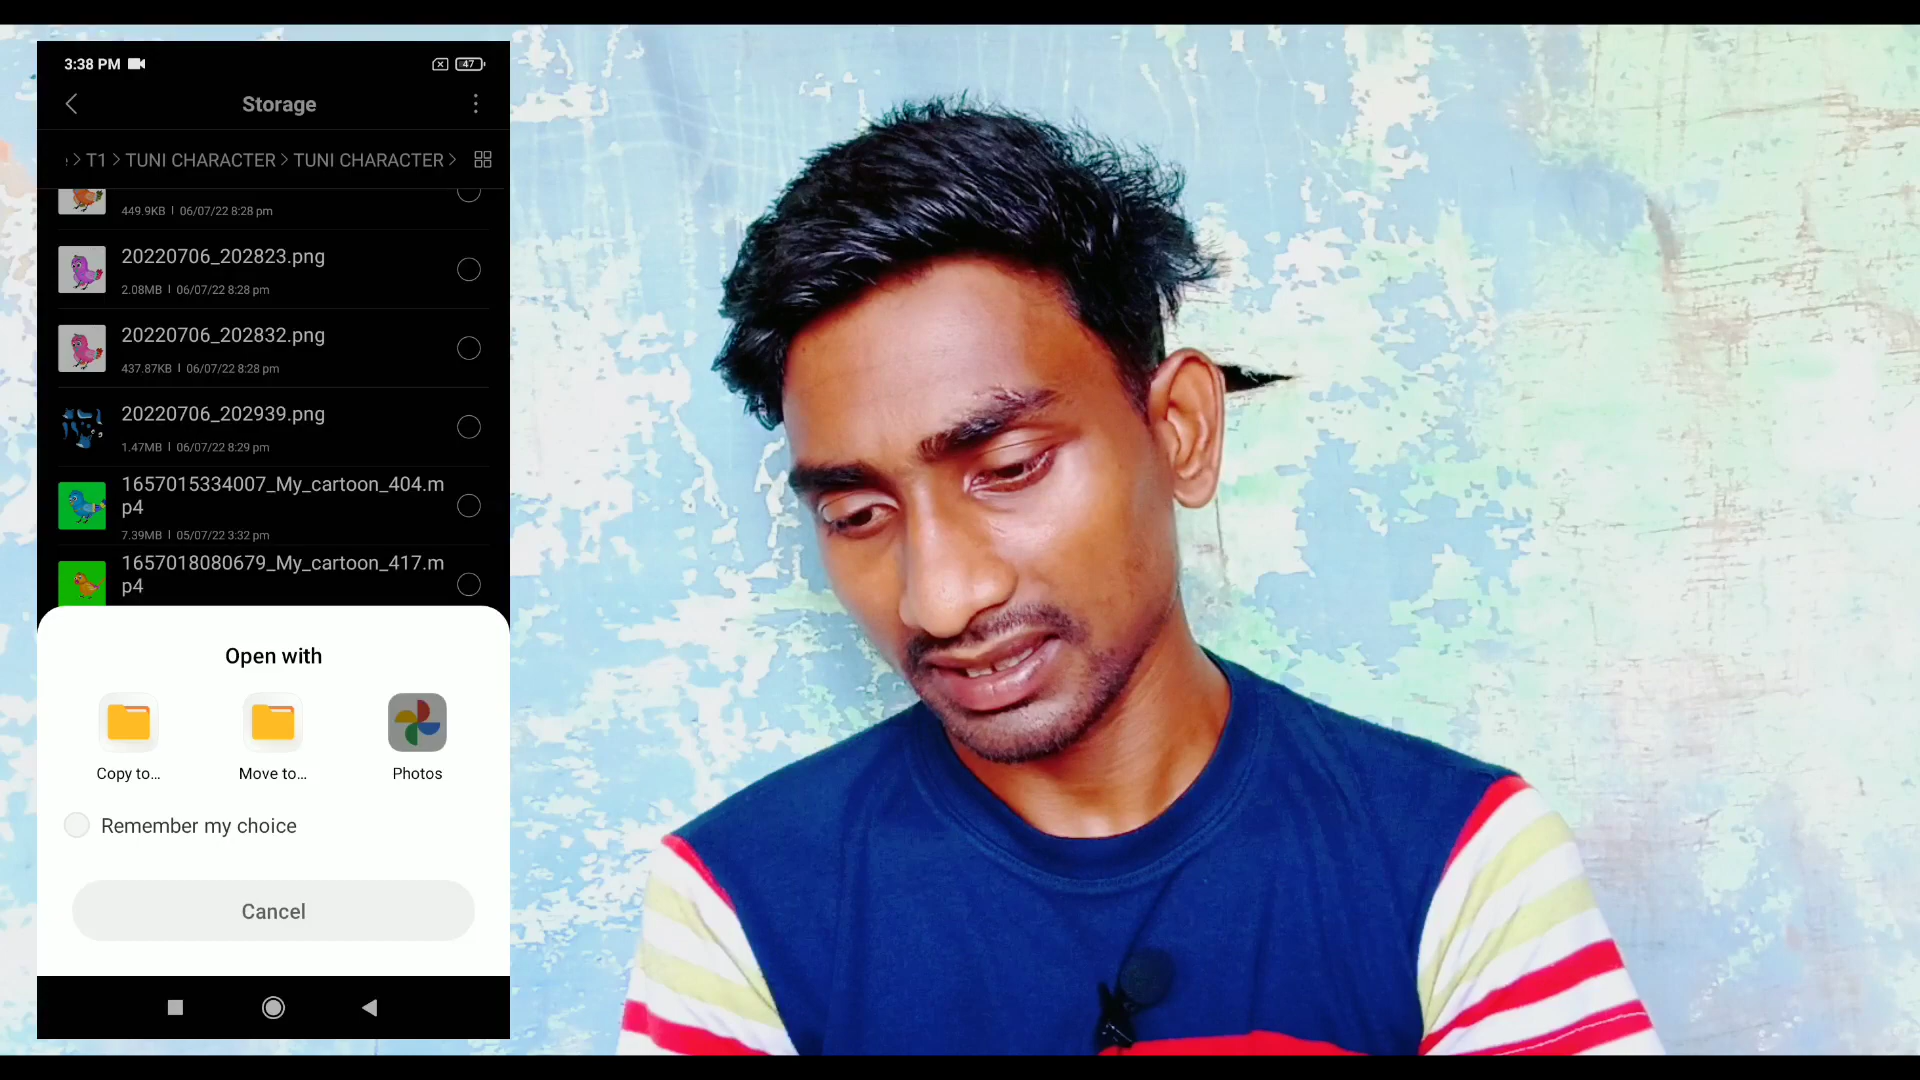 3:38 PM
47
Storage
T1 > TUNI CHARACTER > TUNI CHARACTER >
449.9KB | 06/07/22 8:28 pm
20220706_202823.png
2.08MB | 06/07/22 8:28 pm
20220706_202832.png
437.87KB | 06/07/22 8:28 pm
20220706_202939.png
1.47MB | 06/07/22 8:29 pm
1657015334007_My_cartoon_404.m
p4
7.39MB | 05/07/22 3:32 pm
1657018080679_My_cartoon_417.m
p4
Open with
Copy to...
Move to...
Photos
Remember my choice
Cancel